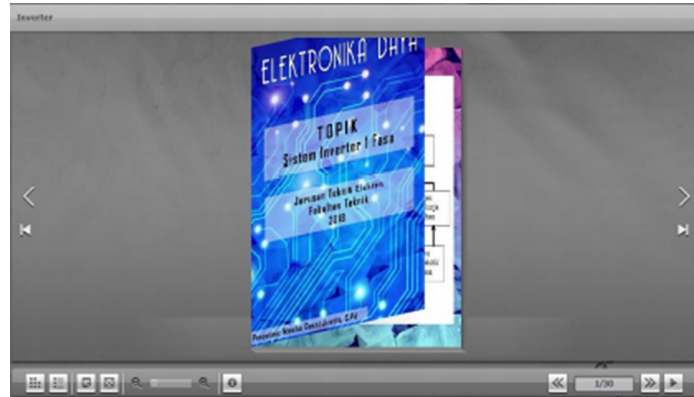 Inverter
ELEKTRONIKA DAYA
TOPIK
Sistem Inverter 1 Fasa
Jurusan Teknik Elektro
Fakultas Teknik
2018
1/30